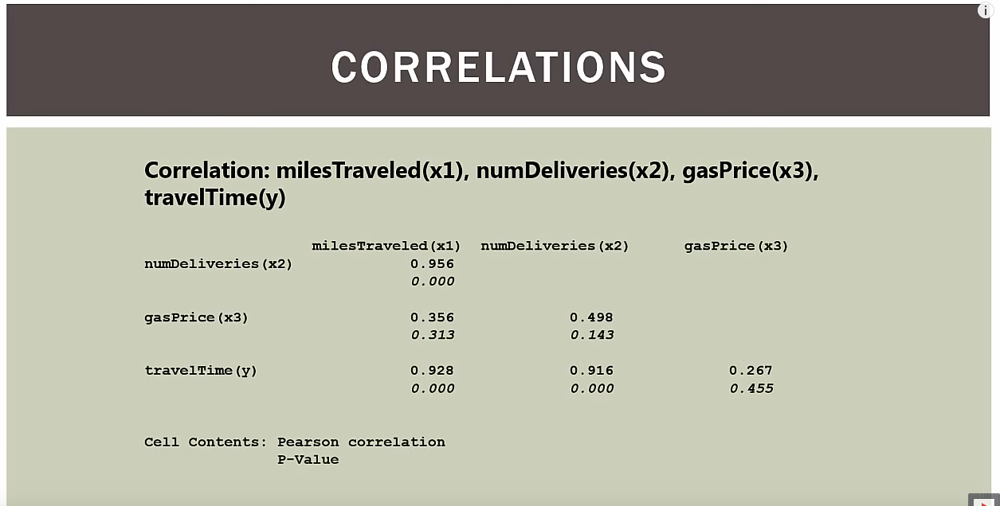 CORRELATIONS
Correlation: milesTraveled(x1), numDeliveries(x2), gasPrice(x3),
travelTime(y)
milesTraveled(x1) numDeliveries(x2) gasPrice(x3)
numDeliveries(x2) 0.956
0.000
gasPrice(x3) 0.356 0.498
0.313 0.143
travelTime(y) 0.928 0.916 0.267
0.000 0.000 0.455
Cell Contents: Pearson correlation
P-Value